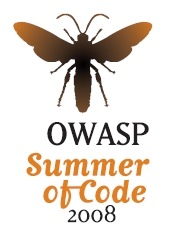 OWASP
Summer
of Code
2008